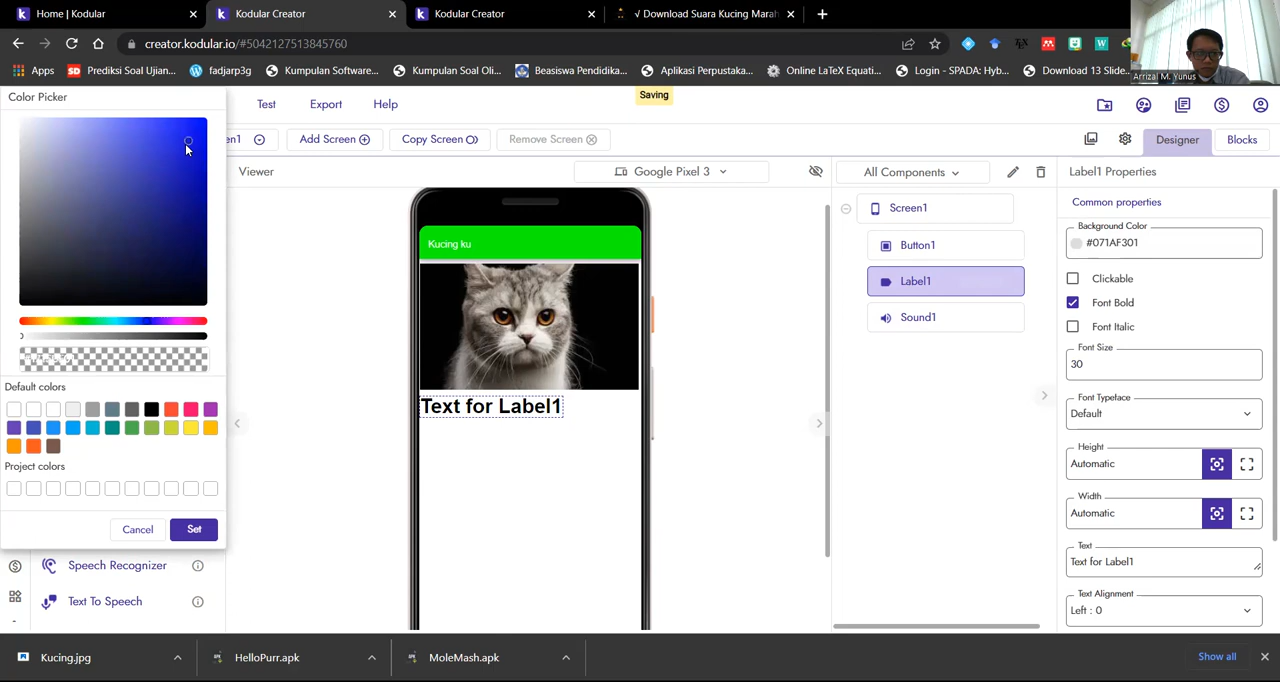 Home | Kodular
Kodular Creator
Kodular Creator
√ Download Suara Kucing Marah
creator.kodular.io/#5042127513845760
Apps
Prediksi Soal Ujian...
fadjarp3g
Kumpulan Software...
Kumpulan Soal Oli...
Beasiswa Pendidika...
Aplikasi Perpustaka...
Online LaTeX Equati...
Login - SPADA: Hyb...
Download 13 Slide...
Arrizal M. Yunus
Color Picker
Saving
Test
Export
Help
en1
Add Screen
Copy Screen
Remove Screen
Designer
Blocks
Viewer
Google Pixel 3
All Components
Label1 Properties
Common properties
Screen1
Button1
Label1
Sound1
Kucing ku
Text for Label1
Background Color
#071AF301
Clickable
Font Bold
Font Italic
Font Size
30
Font Typeface
Default
Height
Automatic
Width
Automatic
Text
Text for Label1
Text Alignment
Left : 0
Default colors
Project colors
Cancel
Set
Speech Recognizer
Text To Speech
Kucing.jpg
HelloPurr.apk
MoleMash.apk
Show all